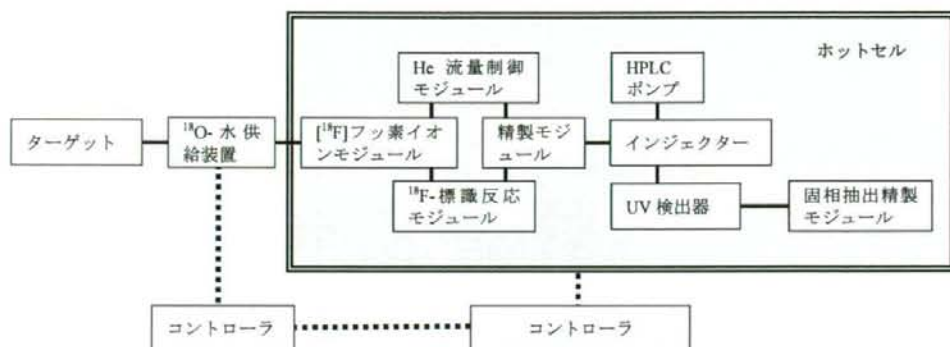 ホットセル
He 流量制御
モジュール
HPLC
ポンプ
ターゲット
¹⁸O-水供
給装置
[¹⁸F]フッ素イオ
ンモジュール
精製モジ
ュール
インジェクター
¹⁸F-標識反応
モジュール
UV 検出器
固相抽出精製
モジュール
コントローラ
コントローラ